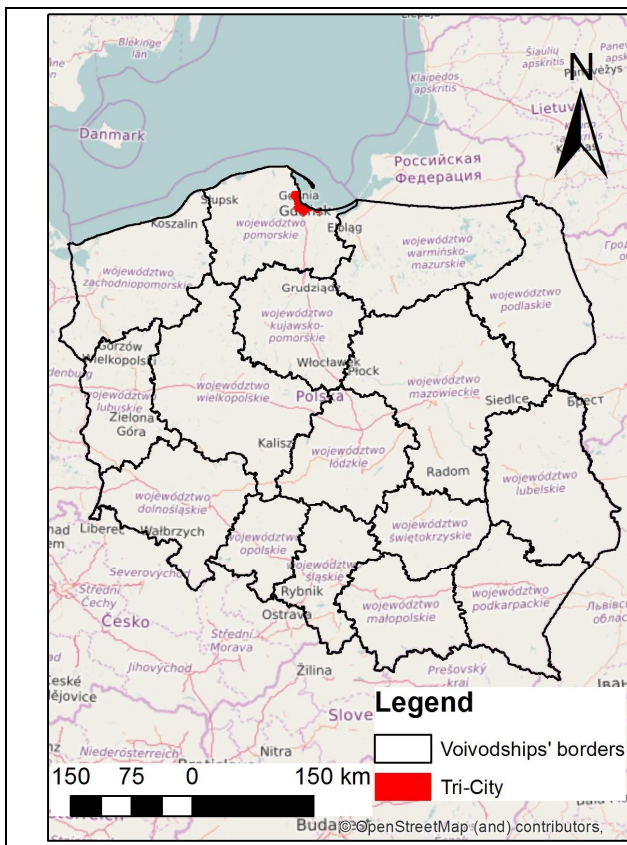 Blekinge
län
Danmark
Klaipėdos
apskritis
Šiaulių
apskritis
Panevėžys
N
Lietuva
Российская
Федерация
Słupsk
Gdynia
Gdańsk
Koszalin
Elbląg
województwo
pomorskie
województwo
zachodniopomorskie
województwo
warmińsko-
mazurskie
Grudziądz
województwo
podlaskie
województwo
kujawsko-
pomorskie
Gorzów
Wielkopolski
Włocławek
Płock
województwo
lubuskie
województwo
wielkopolskie
Polska
województwo
mazowieckie
Siedlce
Брест
Zielona
Góra
Kalisz
województwo
łódzkie
Radom
województwo
lubelskie
województwo
dolnośląskie
Liberec
Wałbrzych
województwo
opolskie
województwo
śląskie
województwo
świętokrzyskie
Severovýchod
Střední
Čechy
Rybnik
Ostrava
województwo
małopolskie
województwo
podkarpackie
Česko
Střední
Morava
Jihovýchod
Žilina
Prešovský
kraj
České
Nitra
Niederösterreich
Legend
Voivodships' borders
Tri-City
150 75 0 150 km
©OpenStreetMap (and) contributors,